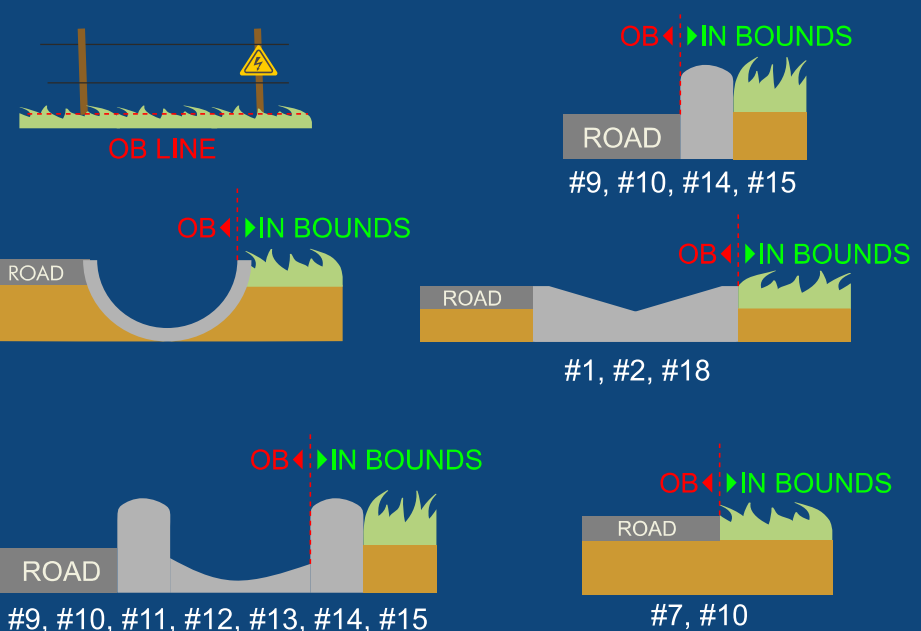 OB IN BOUNDS
OB LINE
ROAD
#9, #10, #14, #15
OB IN BOUNDS
ROAD
OB IN BOUNDS
ROAD
#1, #2, #18
OB IN BOUNDS
ROAD
#9, #10, #11, #12, #13, #14, #15
OB IN BOUNDS
ROAD
#7, #10